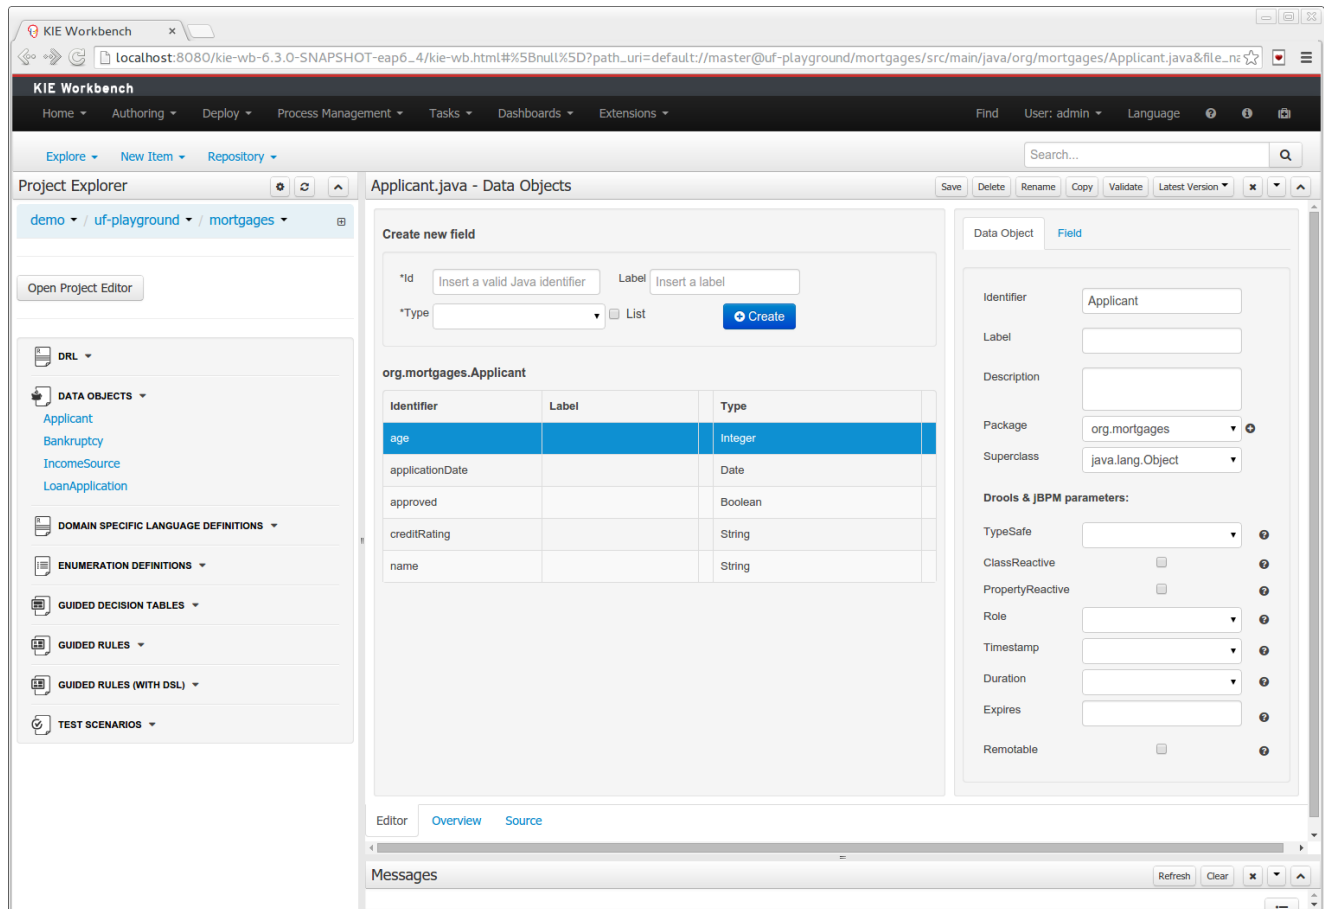 KIE Workbench
localhost:8080/kie-wb-6.3.0-SNAPSHOT-eap6_4/kie-wb.html#%5Bnull%5D?path_uri=default://master@uf-playground/mortgages/src/main/java/org/mortgages/Applicant.java&file_na
KIE Workbench
Home Authoring Deploy Process Management Tasks Dashboards Extensions Find User: admin Language
Explore New Item Repository Search...
Project Explorer
demo / uf-playground / mortgages
Open Project Editor
DRL
DATA OBJECTS
Applicant
Bankruptcy
IncomeSource
LoanApplication
DOMAIN SPECIFIC LANGUAGE DEFINITIONS
ENUMERATION DEFINITIONS
GUIDED DECISION TABLES
GUIDED RULES
GUIDED RULES (WITH DSL)
TEST SCENARIOS
Applicant.java - Data Objects
Save Delete Rename Copy Validate Latest Version
Create new field
*Id Insert a valid Java identifier Label Insert a label
*Type List Create
org.mortgages.Applicant
Identifier Label Type
age Integer
applicationDate Date
approved Boolean
creditRating String
name String
Data Object Field
Identifier Applicant
Label
Description
Package org.mortgages
Superclass java.lang.Object
Drools & jBPM parameters:
TypeSafe
ClassReactive
PropertyReactive
Role
Timestamp
Duration
Expires
Remotable
Editor Overview Source
Messages
Refresh Clear